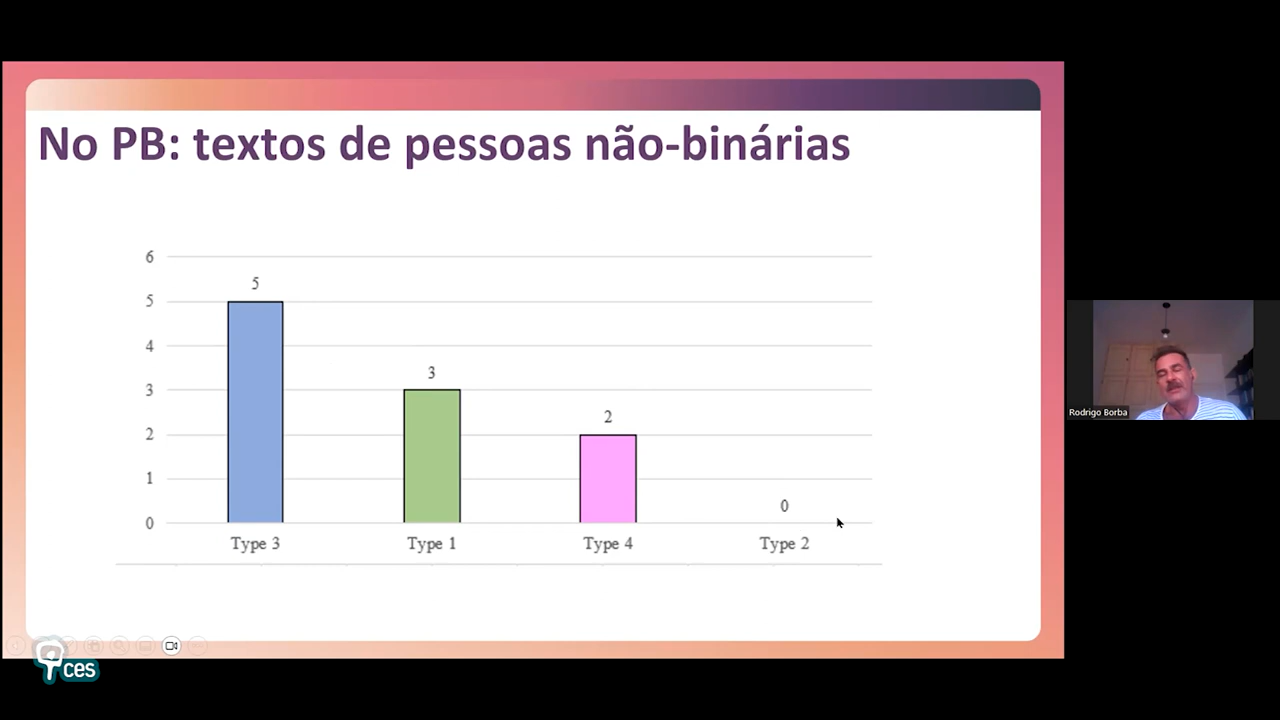 No PB: textos de pessoas não-binárias
6
5
4
3
2
1
0
5
3
2
0
Type 3
Type 1
Type 4
Type 2
Rodrigo Borba
ces